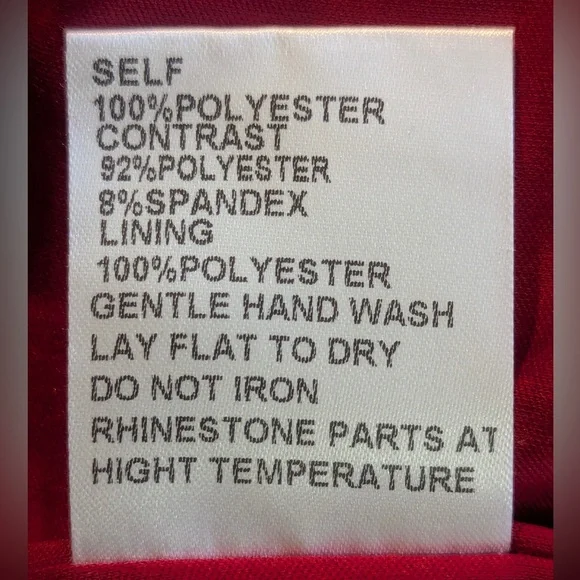 SELF
100%POLYESTER
CONTRAST
92%POLYESTER
8%SPANDEX
LINING
100%POLYESTER
GENTLE HAND WASH
LAY FLAT TO DRY
DO NOT IRON
RHINESTONE PARTS AT
HIGHT TEMPERATURE